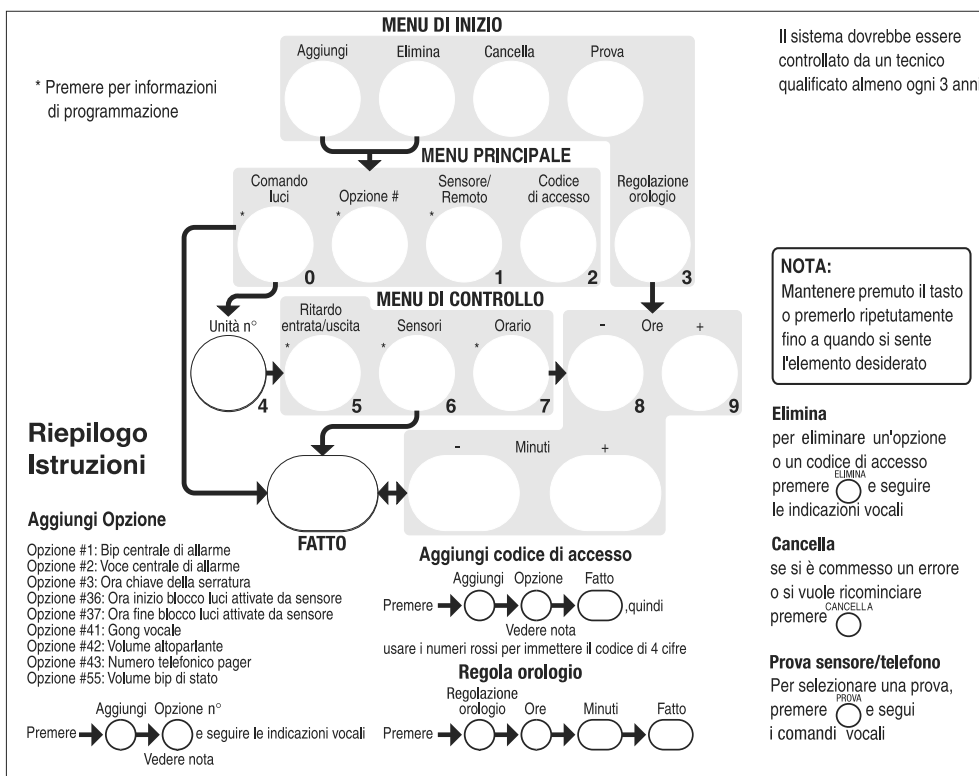 MENU DI INIZIO
Aggiungi Elimina Cancella Prova
* Premere per informazioni
di programmazione
Il sistema dovrebbe essere
controllato da un tecnico
qualificato almeno ogni 3 anni
MENU PRINCIPALE
Comando
luci
Opzione #
Sensore/
Remoto
Codice
di accesso
Regolazione
orologio
* * *
0 1 2 3
MENU DI CONTROLLO
Unità n°
Ritardo
entrata/uscita
Sensori
Orario
- Ore +
* * *
4 5 6 7 8 9
- Minuti +
FATTO
NOTA:
Mantenere premuto il tasto
o premerlo ripetutamente
fino a quando si sente
l'elemento desiderato
Riepilogo
Istruzioni
Aggiungi Opzione
Opzione #1: Bip centrale di allarme
Opzione #2: Voce centrale di allarme
Opzione #3: Ora chiave della serratura
Opzione #36: Ora inizio blocco luci attivate da sensore
Opzione #37: Ora fine blocco luci attivate da sensore
Opzione #41: Gong vocale
Opzione #42: Volume altoparlante
Opzione #43: Numero telefonico pager
Opzione #55: Volume bip di stato
Aggiungi Opzione n°
Premere e seguire le indicazioni vocali
Vedere nota
Aggiungi codice di accesso
Aggiungi Opzione Fatto
Premere ,quindi
Vedere nota
usare i numeri rossi per immettere il codice di 4 cifre
Regola orologio
Regolazione
orologio Ore Minuti Fatto
Premere
Elimina
per eliminare un'opzione
o un codice di accesso
ELIMINA
premere e seguire
le indicazioni vocali
Cancella
se si è commesso un errore
o si vuole ricominciare
CANCELLA
premere
Prova sensore/telefono
Per selezionare una prova,
PROVA
premere e segui
i comandi vocali